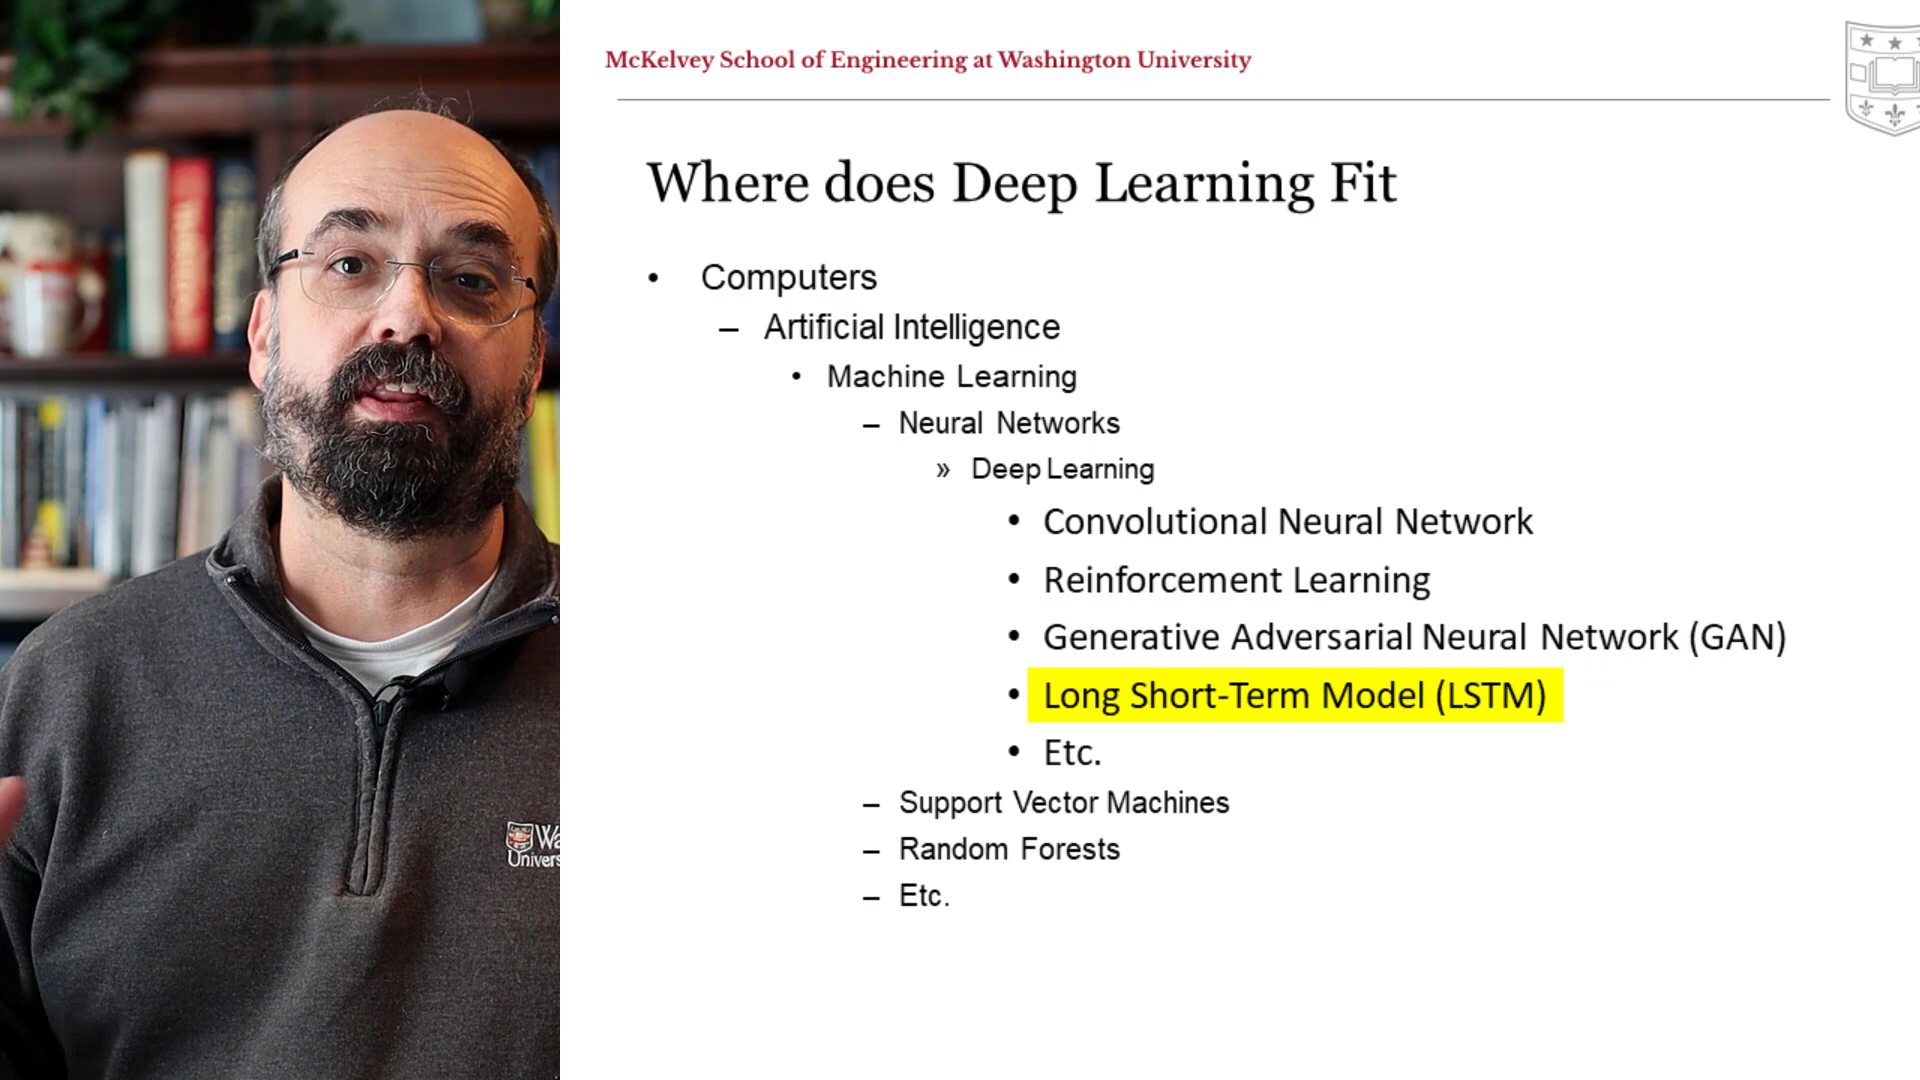 McKelvey School of Engineering at Washington University
Where does Deep Learning Fit
• Computers
– Artificial Intelligence
• Machine Learning
– Neural Networks
» Deep Learning
• Convolutional Neural Network
• Reinforcement Learning
• Generative Adversarial Neural Network (GAN)
• Long Short-Term Model (LSTM)
• Etc.
– Support Vector Machines
– Random Forests
– Etc.